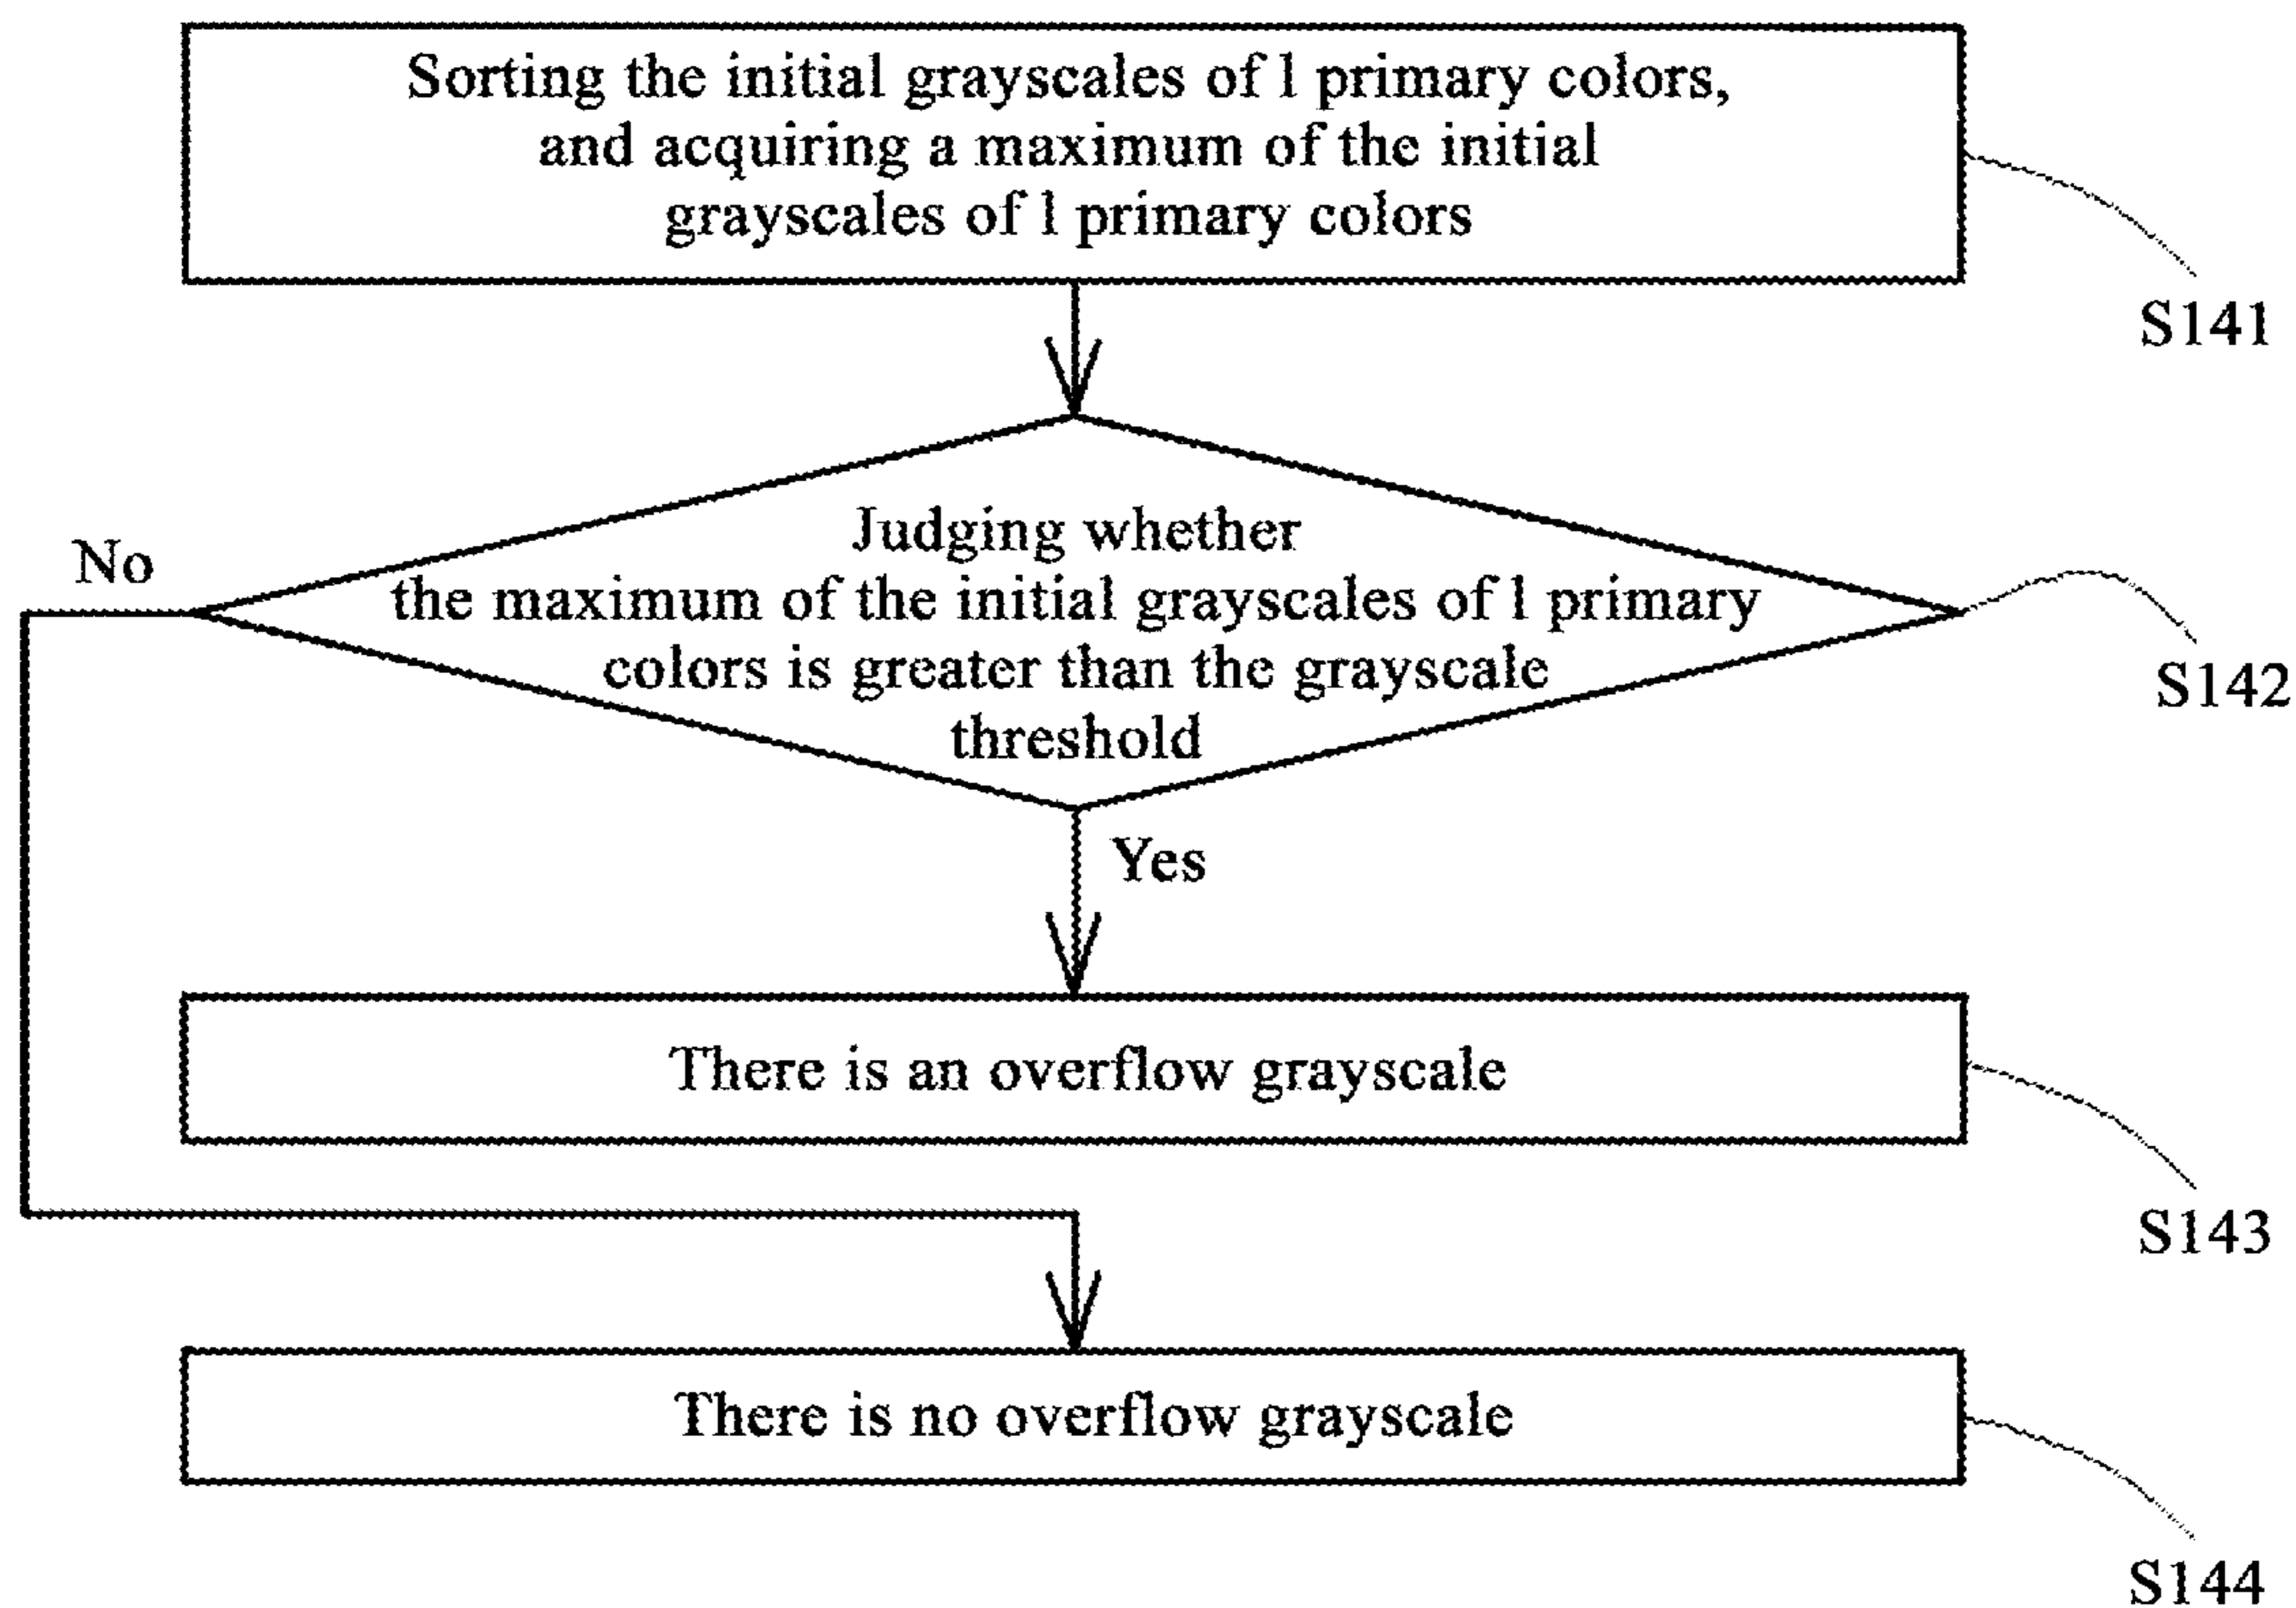 Sorting the initial grayscales of l primary colors,
and acquiring a maximum of the initial
grayscales of l primary colors
S141
Judging whether
the maximum of the initial grayscales of l primary
colors is greater than the grayscale
threshold
No
S142
Yes
There is an overflow grayscale
S143
There is no overflow grayscale
S144